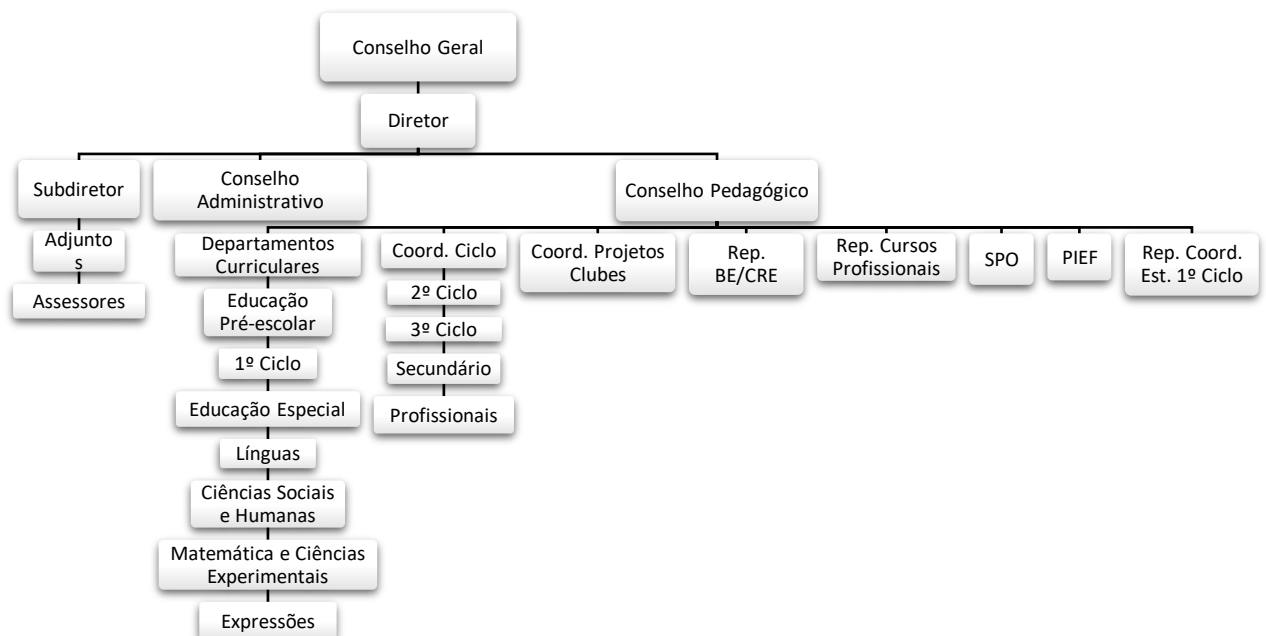 Conselho Geral
Diretor
Subdiretor
Conselho
Administrativo
Conselho Pedagógico
Adjunto
s
Assessores
Departamentos
Curriculares
Educação
Pré-escolar
1º Ciclo
Educação Especial
Línguas
Ciências Sociais
e Humanas
Matemática e Ciências
Experimentais
Expressões
Coord. Ciclo
2º Ciclo
3º Ciclo
Secundário
Profissionais
Coord. Projetos
Clubes
Rep.
BE/CRE
Rep. Cursos
Profissionais
SPO
PIEF
Rep. Coord.
Est. 1º Ciclo